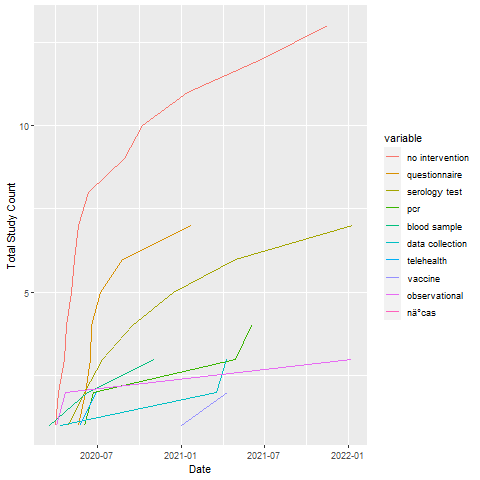 10
5
Total Study Count
2020-07 2021-01 2021-07 2022-01
Date
variable
no intervention
questionnaire
serology test
pcr
blood sample
data collection
telehealth
vaccine
observational
nä°cas